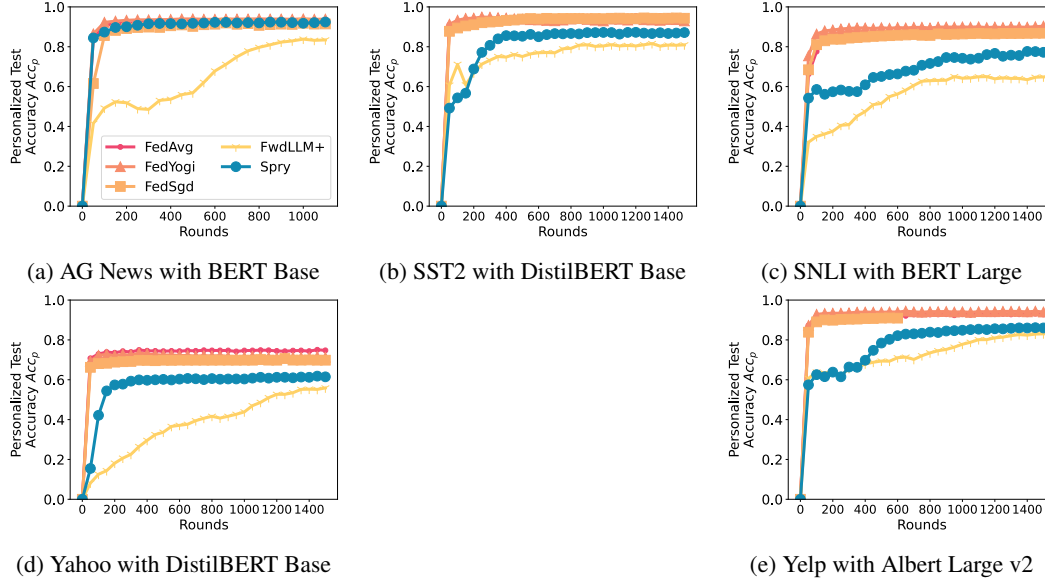 1.0
0.8
0.6
0.4
0.2
0.0
Personalized Test
Accuracy Acc_p
0 200 400 600 800 1000
Rounds
FedAvg
FedYogi
FedSgd
FwdLLM+
Spry
(a) AG News with BERT Base
1.0
0.8
0.6
0.4
0.2
0.0
Personalized Test
Accuracy Acc_p
0 200 400 600 800 1000 1200 1400
Rounds
(b) SST2 with DistilBERT Base
1.0
0.8
0.6
0.4
0.2
0.0
Personalized Test
Accuracy Acc_p
0 200 400 600 800 1000 1200 1400
Rounds
(c) SNLI with BERT Large
1.0
0.8
0.6
0.4
0.2
0.0
Personalized Test
Accuracy Acc_p
0 200 400 600 800 1000 1200 1400
Rounds
(d) Yahoo with DistilBERT Base
1.0
0.8
0.6
0.4
0.2
0.0
Personalized Test
Accuracy Acc_p
0 200 400 600 800 1000 1200 1400
Rounds
(e) Yelp with Albert Large v2